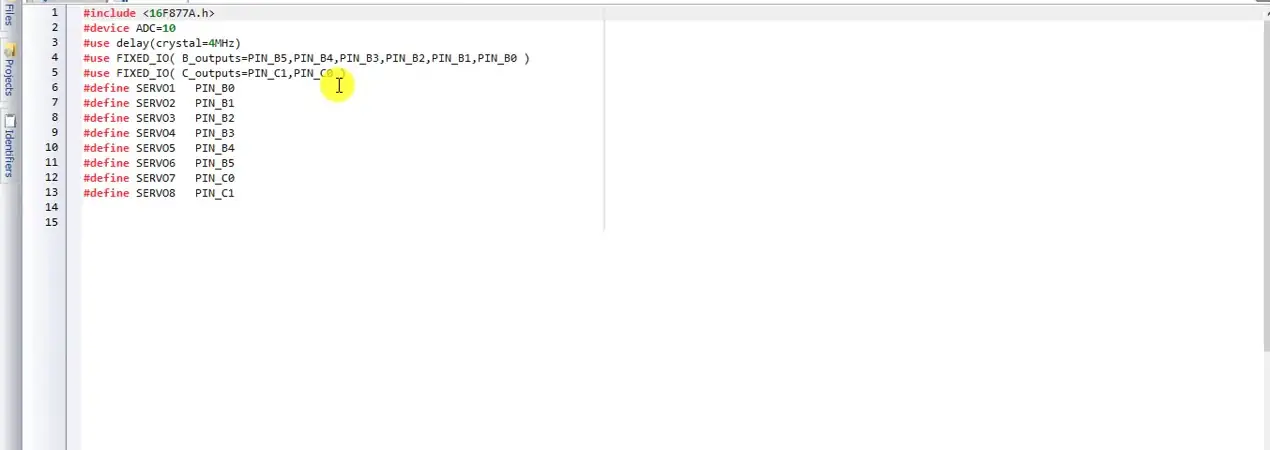 Files
Projects
Identifiers
1 #include <16F877A.h>
2 #device ADC=10
3 #use delay(crystal=4MHz)
4 #use FIXED_IO( B_outputs=PIN_B5,PIN_B4,PIN_B3,PIN_B2,PIN_B1,PIN_B0 )
5 #use FIXED_IO( C_outputs=PIN_C1,PIN_C0 )
6 #define SERVO1 PIN_B0
7 #define SERVO2 PIN_B1
8 #define SERVO3 PIN_B2
9 #define SERVO4 PIN_B3
10 #define SERVO5 PIN_B4
11 #define SERVO6 PIN_B5
12 #define SERVO7 PIN_C0
13 #define SERVO8 PIN_C1
14
15